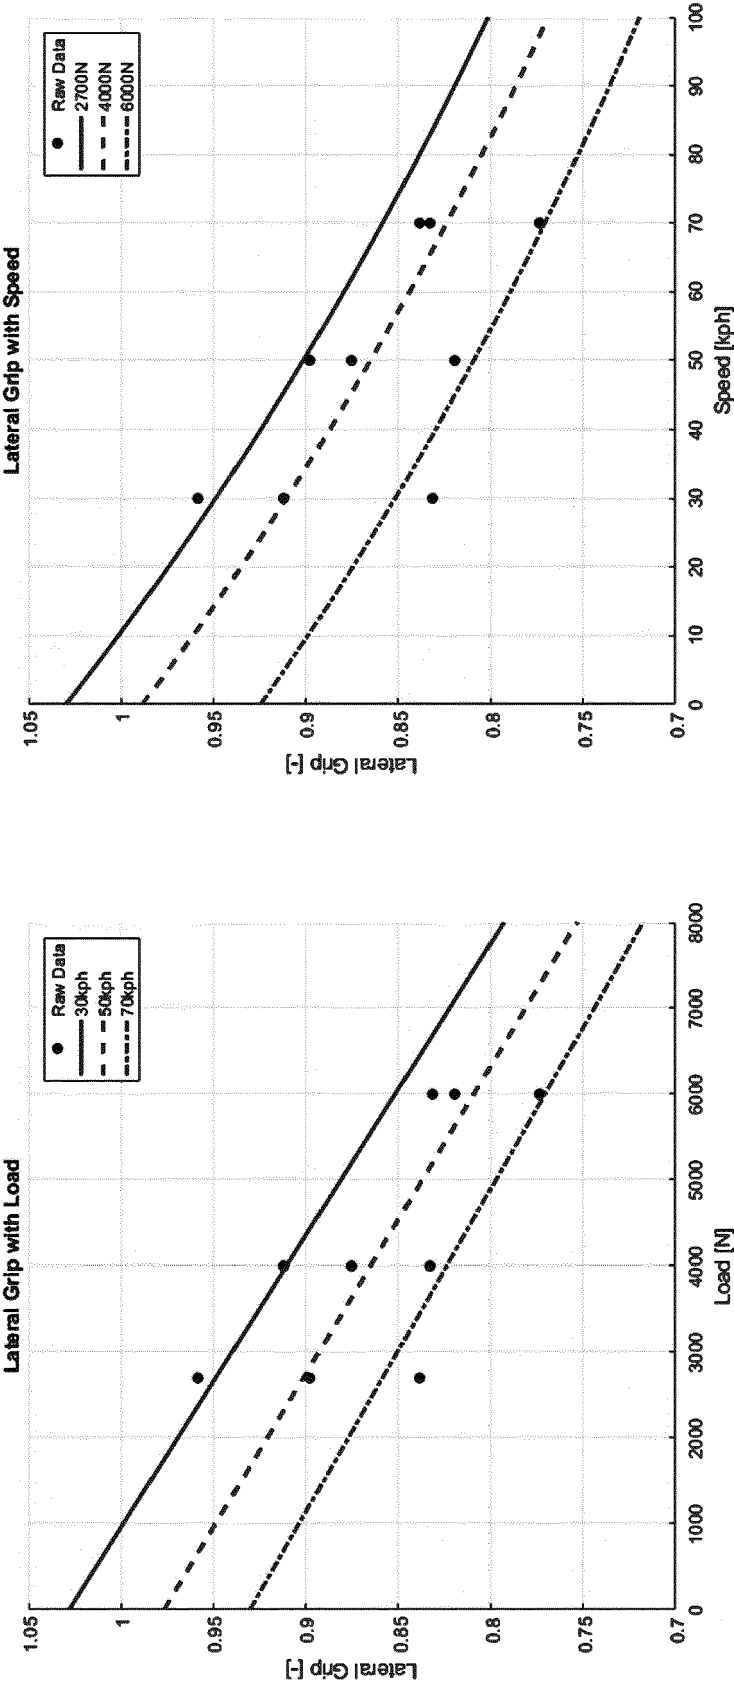 Lateral Grip with Load
Raw Data
30kph
50kph
70kph
1.05
1
0.95
0.9
0.85
0.8
0.75
0.7
Lateral Grip [-]
0 1000 2000 3000 4000 5000 6000 7000 8000
Load [N]
Lateral Grip with Speed
Raw Data
2700N
4000N
6000N
1.05
1
0.95
0.9
0.85
0.8
0.75
0.7
Lateral Grip [-]
0 10 20 30 40 50 60 70 80 90 100
Speed [kph]